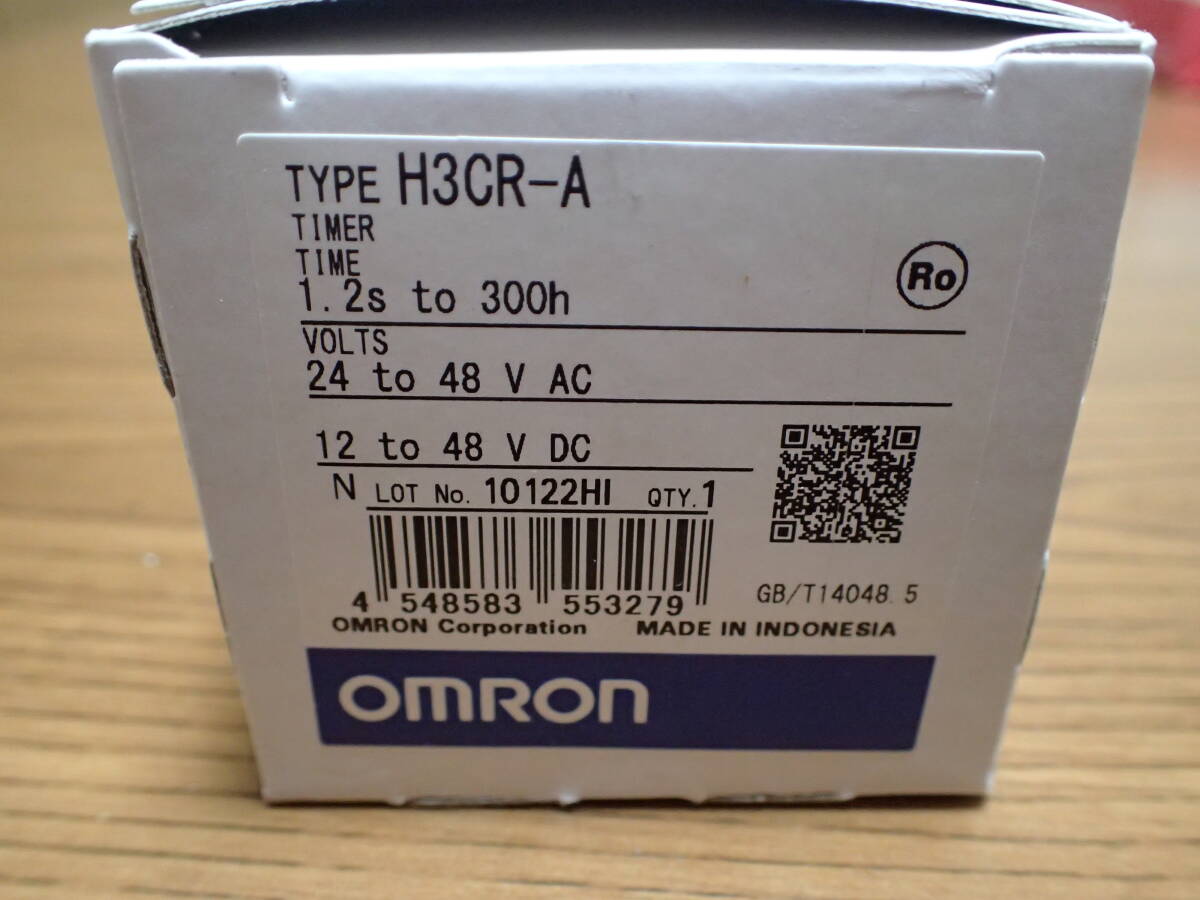 TYPE H3CR-A
TIMER
TIME
1.2s to 300h
Ro
VOLTS
24 to 48 V AC
12 to 48 V DC
N LOT No. 10122HI QTY.1
4 548583 553279
GB/T14048.5
OMRON Corporation MADE IN INDONESIA
OMRON